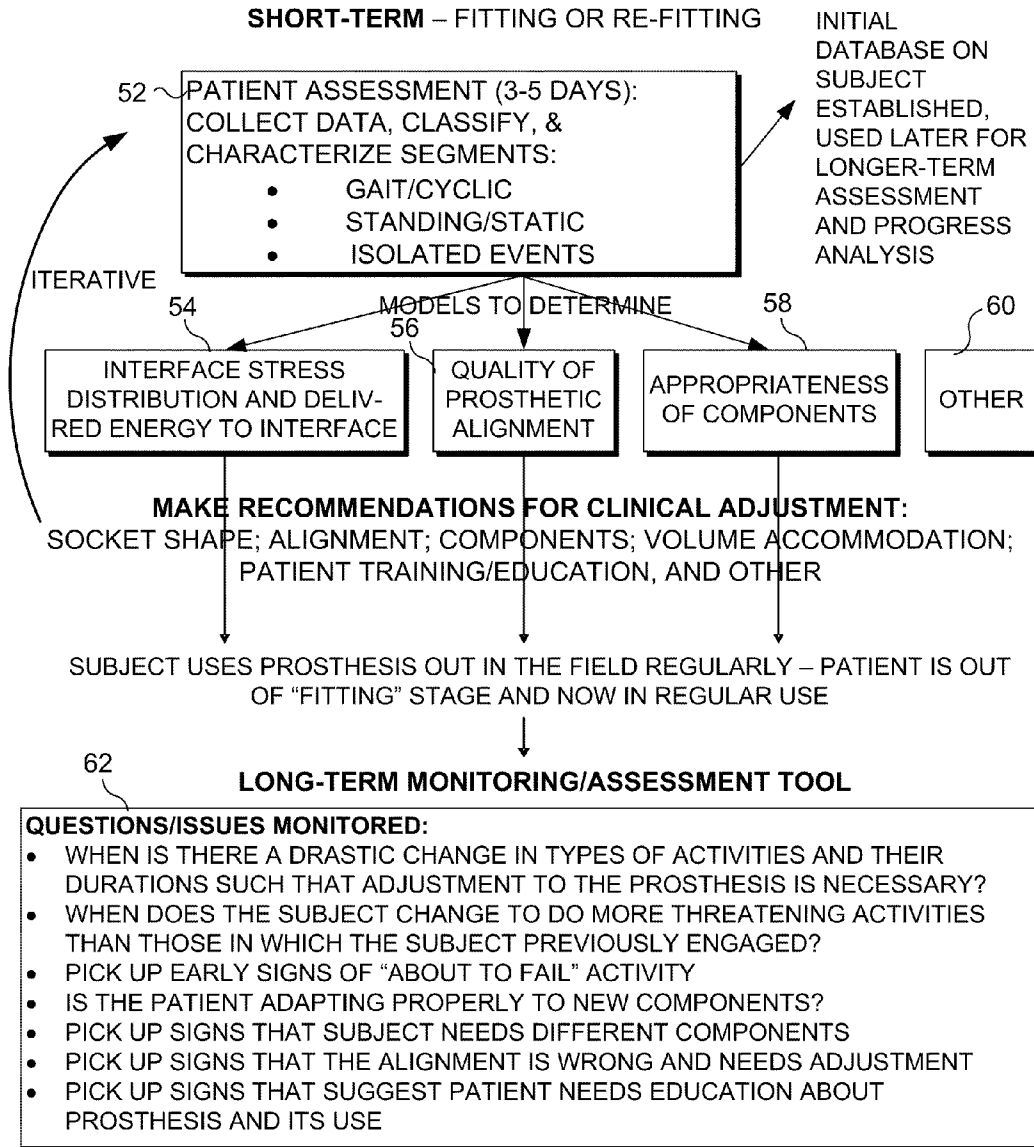 SHORT-TERM – FITTING OR RE-FITTING
INITIAL
DATABASE ON
SUBJECT
ESTABLISHED,
USED LATER FOR
LONGER-TERM
ASSESSMENT
AND PROGRESS
ANALYSIS
52
PATIENT ASSESSMENT (3-5 DAYS):
COLLECT DATA, CLASSIFY, &
CHARACTERIZE SEGMENTS:
• GAIT/CYCLIC
• STANDING/STATIC
• ISOLATED EVENTS
ITERATIVE
MODELS TO DETERMINE
54
56
58
60
INTERFACE STRESS
DISTRIBUTION AND DELIV-
RED ENERGY TO INTERFACE
QUALITY OF
PROSTHETIC
ALIGNMENT
APPROPRIATENESS
OF COMPONENTS
OTHER
MAKE RECOMMENDATIONS FOR CLINICAL ADJUSTMENT:
SOCKET SHAPE; ALIGNMENT; COMPONENTS; VOLUME ACCOMMODATION;
PATIENT TRAINING/EDUCATION, AND OTHER
SUBJECT USES PROSTHESIS OUT IN THE FIELD REGULARLY – PATIENT IS OUT
OF “FITTING” STAGE AND NOW IN REGULAR USE
62
LONG-TERM MONITORING/ASSESSMENT TOOL
QUESTIONS/ISSUES MONITORED:
• WHEN IS THERE A DRASTIC CHANGE IN TYPES OF ACTIVITIES AND THEIR
DURATIONS SUCH THAT ADJUSTMENT TO THE PROSTHESIS IS NECESSARY?
• WHEN DOES THE SUBJECT CHANGE TO DO MORE THREATENING ACTIVITIES
THAN THOSE IN WHICH THE SUBJECT PREVIOUSLY ENGAGED?
• PICK UP EARLY SIGNS OF “ABOUT TO FAIL” ACTIVITY
• IS THE PATIENT ADAPTING PROPERLY TO NEW COMPONENTS?
• PICK UP SIGNS THAT SUBJECT NEEDS DIFFERENT COMPONENTS
• PICK UP SIGNS THAT THE ALIGNMENT IS WRONG AND NEEDS ADJUSTMENT
• PICK UP SIGNS THAT SUGGEST PATIENT NEEDS EDUCATION ABOUT
PROSTHESIS AND ITS USE